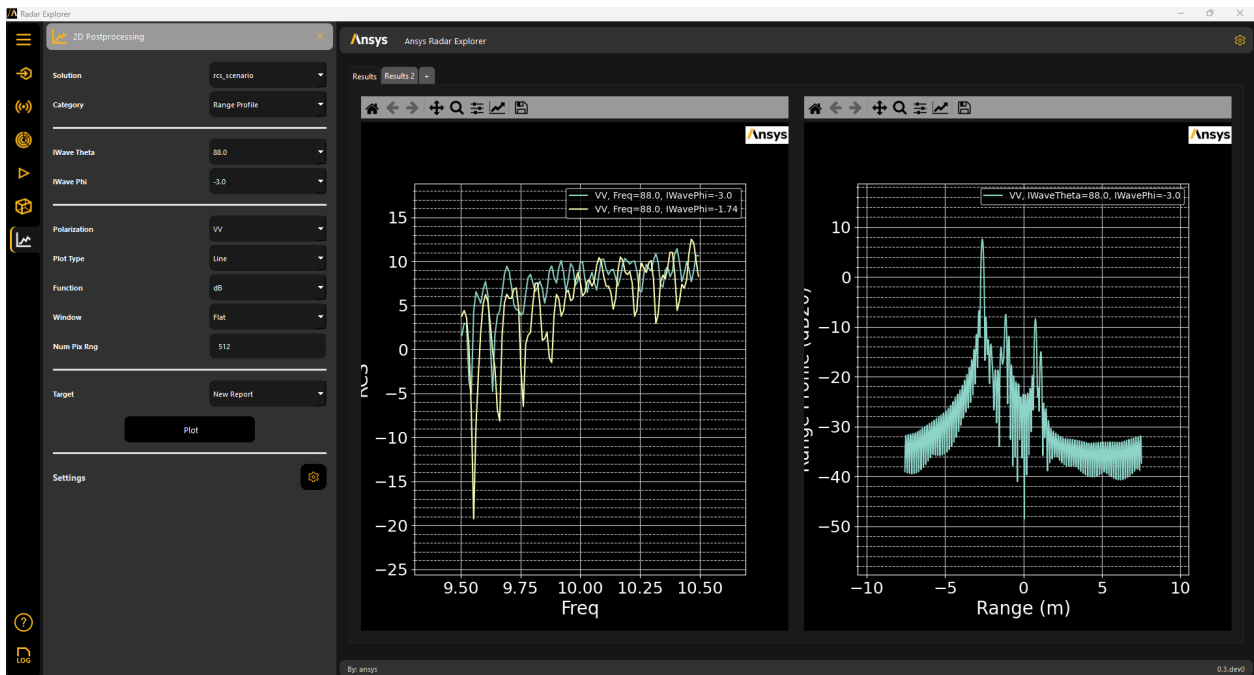 Radar Explorer
2D Postprocessing
Solution
rcs_scenario
Category
Range Profile
IWave Theta
88.0
IWave Phi
-3.0
Polarization
VV
Plot Type
Line
Function
dB
Window
Flat
Num Pix Rng
512
Target
New Report
Plot
Settings
LOG
Ansys
Ansys Radar Explorer
Results
Results 2
+
Ansys
VV, Freq=88.0, IWavePhi=-3.0
VV, Freq=88.0, IWavePhi=-1.74
15
10
5
0
−5
−10
−15
−20
−25
9.50 9.75 10.00 10.25 10.50
Freq
Ansys
VV, IWaveTheta=88.0, IWavePhi=-3.0
10
0
−10
−20
−30
−40
−50
−10 −5 0 5 10
Range (m)
By: ansys
0.3.dev0